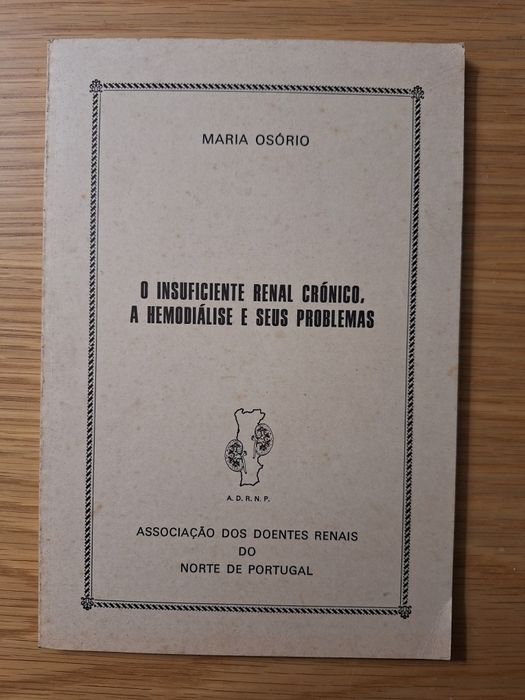 MARIA OSÓRIO
O INSUFICIENTE RENAL CRÓNICO,
A HEMODIÁLISE E SEUS PROBLEMAS
A. D. R. N. P.
ASSOCIAÇÃO DOS DOENTES RENAIS
DO
NORTE DE PORTUGAL